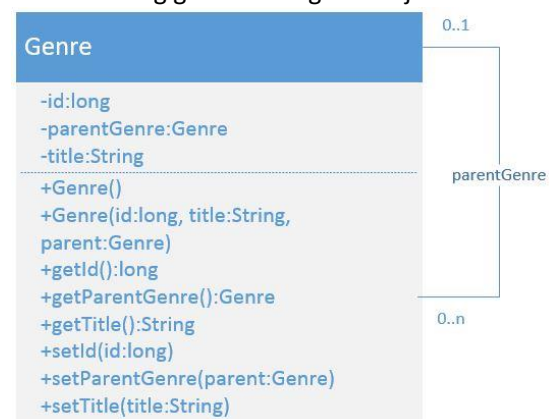 Genre
0..1
-id:long
-parentGenre:Genre
-title:String
parentGenre
+Genre()
+Genre(id:long, title:String,
parent:Genre)
+getId():long
+getParentGenre():Genre
+getTitle():String
0..n
+setId(id:long)
+setParentGenre(parent:Genre)
+setTitle(title:String)